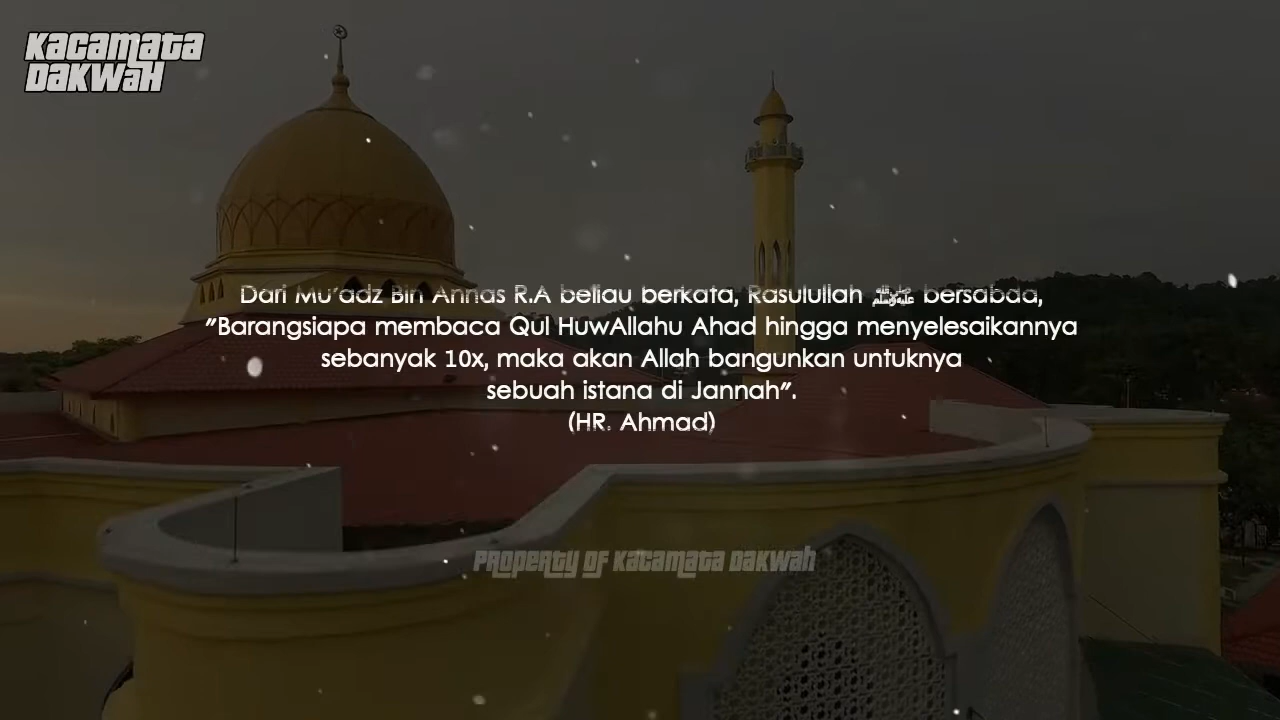 Kacamata
Dakwah
Dari Mu'adz Bin Annas R.A beliau berkata, Rasulullah ﷺ bersabda,
"Barangsiapa membaca Qul HuwAllahu Ahad hingga menyelesaikannya
sebanyak 10x, maka akan Allah bangunkan untuknya
sebuah istana di Jannah".
(HR. Ahmad)
Property of Kacamata Dakwah